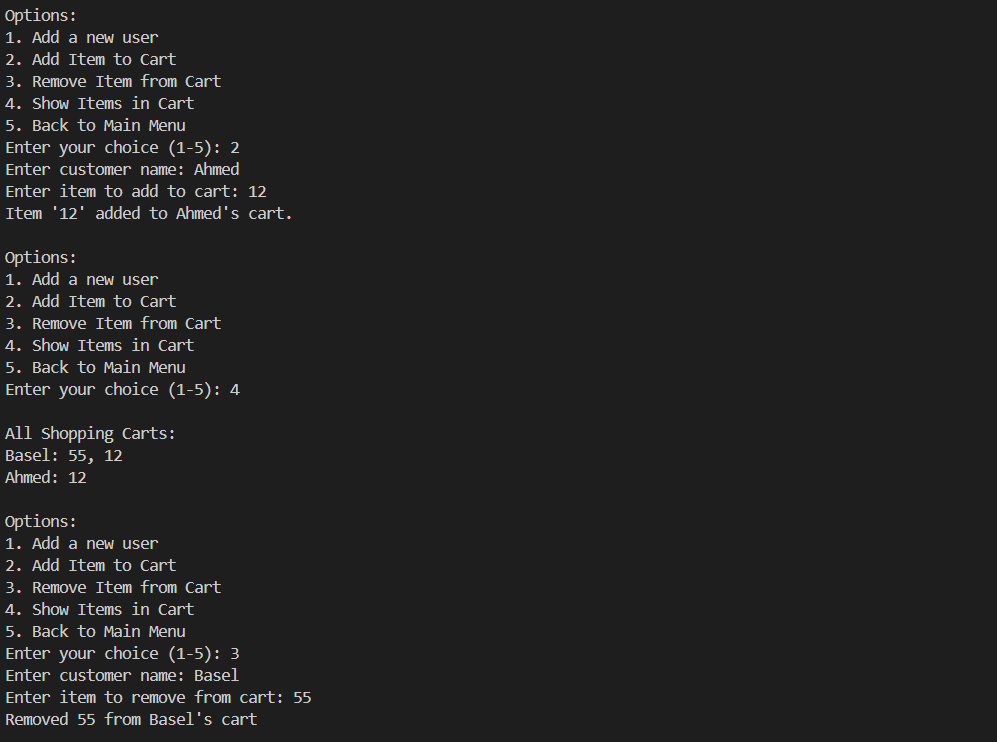 Options:
1. Add a new user
2. Add Item to Cart
3. Remove Item from Cart
4. Show Items in Cart
5. Back to Main Menu
Enter your choice (1-5): 2
Enter customer name: Ahmed
Enter item to add to cart: 12
Item '12' added to Ahmed's cart.

Options:
1. Add a new user
2. Add Item to Cart
3. Remove Item from Cart
4. Show Items in Cart
5. Back to Main Menu
Enter your choice (1-5): 4

All Shopping Carts:
Basel: 55, 12
Ahmed: 12

Options:
1. Add a new user
2. Add Item to Cart
3. Remove Item from Cart
4. Show Items in Cart
5. Back to Main Menu
Enter your choice (1-5): 3
Enter customer name: Basel
Enter item to remove from cart: 55
Removed 55 from Basel's cart